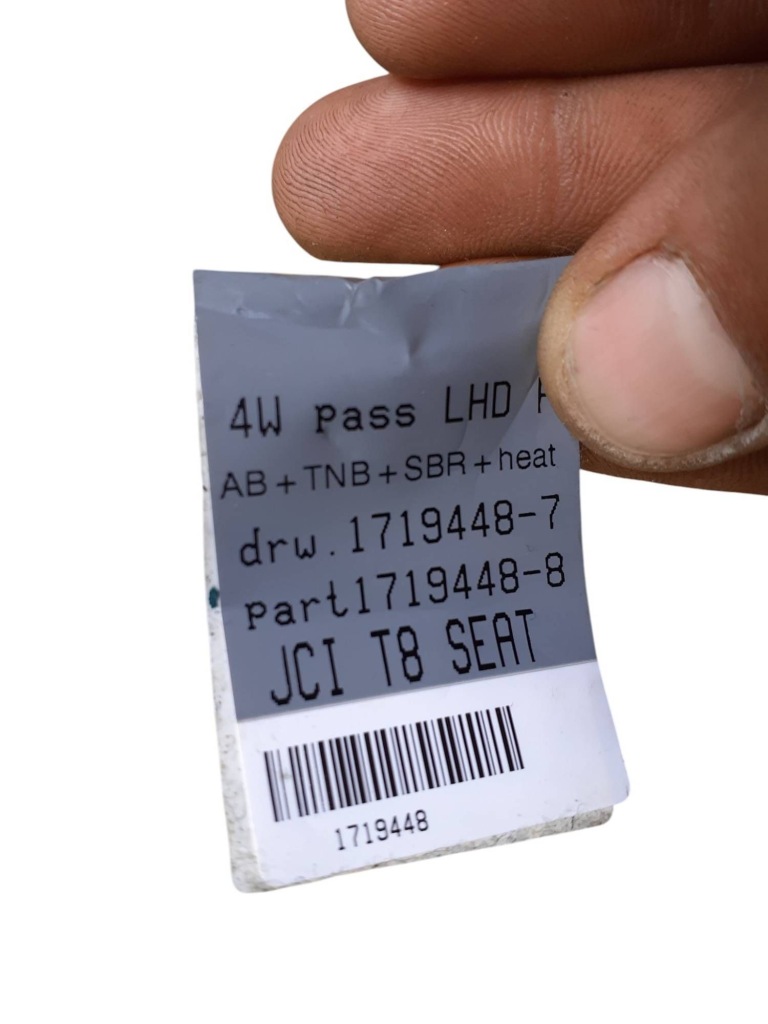 4W pass LHD
AB+TNB+SBR+heat
drw.1719448-7
part1719448-8
JCI T8 SEAT
1719448